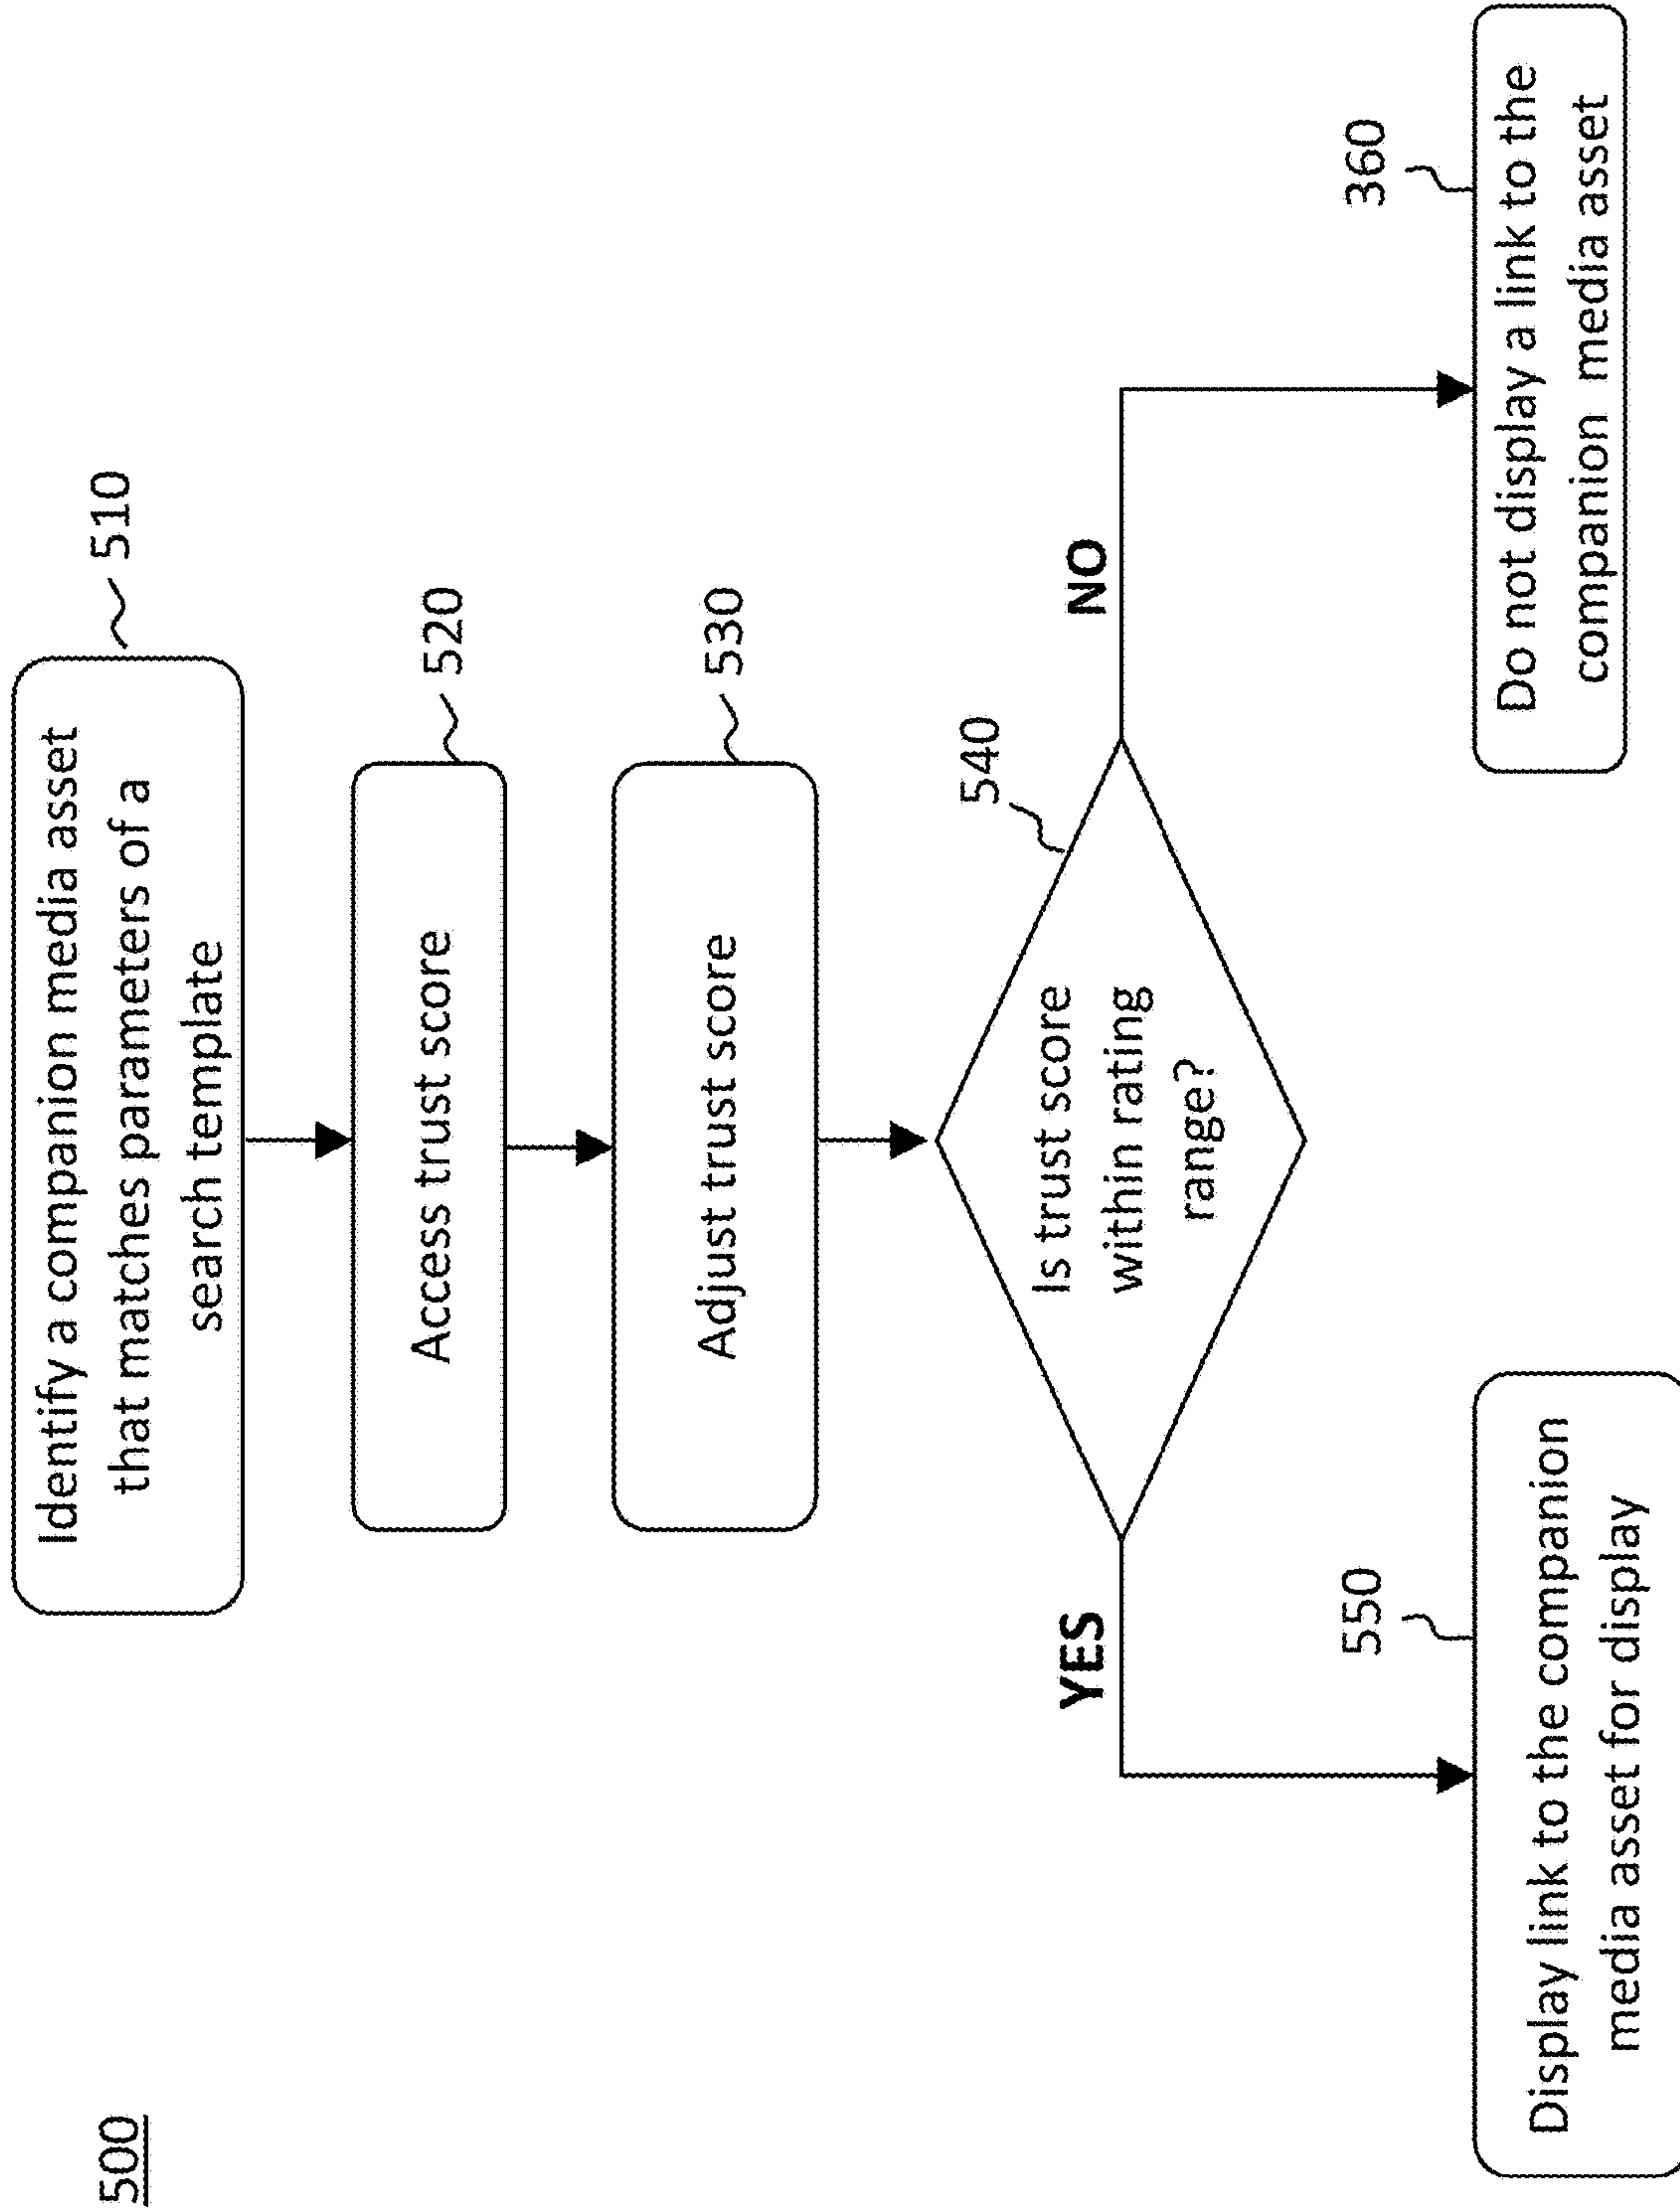 500
Identify a companion media asset
that matches parameters of a
search template
510
Access trust score
520
Adjust trust score
530
Is trust score
within rating
range?
540
YES
NO
550
Display link to the companion
media asset for display
360
Do not display a link to the
companion media asset